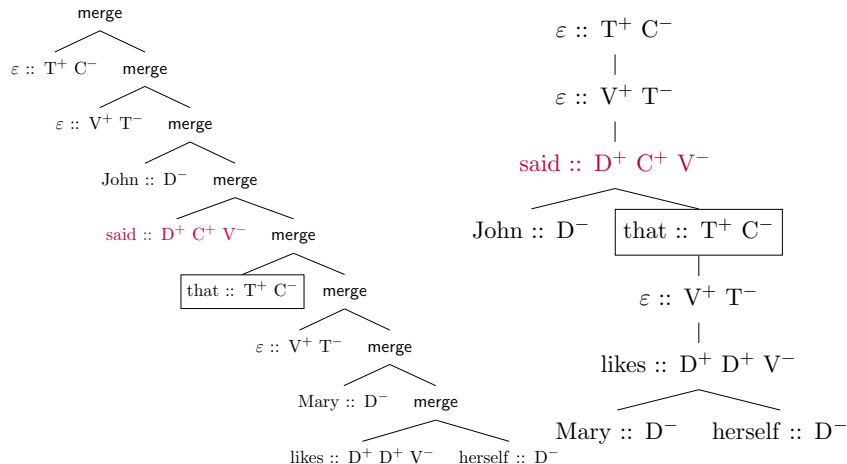 merge
ε :: T⁺ C⁻ merge
ε :: V⁺ T⁻ merge
John :: D⁻ merge
said :: D⁺ C⁺ V⁻ merge
that :: T⁺ C⁻ merge
ε :: V⁺ T⁻ merge
Mary :: D⁻ merge
likes :: D⁺ D⁺ V⁻ herself :: D⁻
ε :: T⁺ C⁻
ε :: V⁺ T⁻
said :: D⁺ C⁺ V⁻
John :: D⁻ that :: T⁺ C⁻
ε :: V⁺ T⁻
likes :: D⁺ D⁺ V⁻
Mary :: D⁻ herself :: D⁻